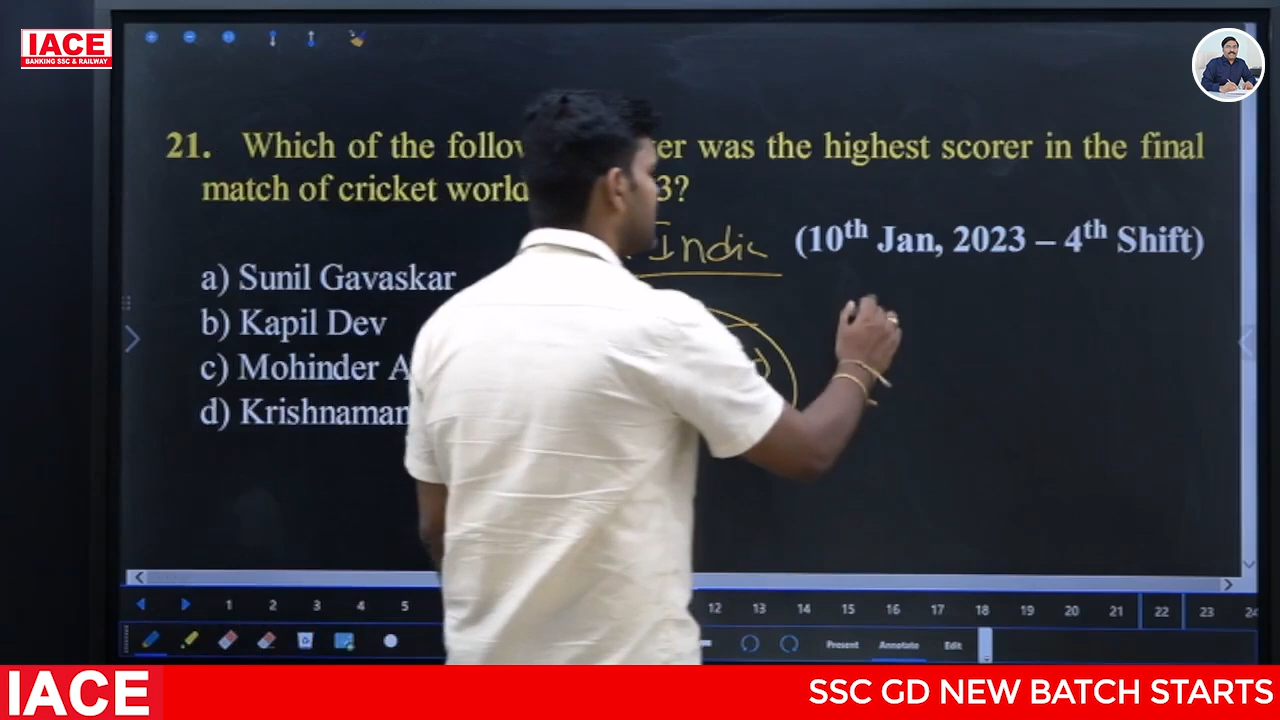 IACE
BANKING SSC & RAILWAY
21. Which of the follow er was the highest scorer in the final
match of cricket world 3?
India
(10th Jan, 2023 – 4th Shift)
a) Sunil Gavaskar
b) Kapil Dev
c) Mohinder A
d) Krishnaman
1 2 3 4 5 12 13 14 15 16 17 18 19 20 21 22 23 24
Present Annotate Edit
IACE
SSC GD NEW BATCH STARTS